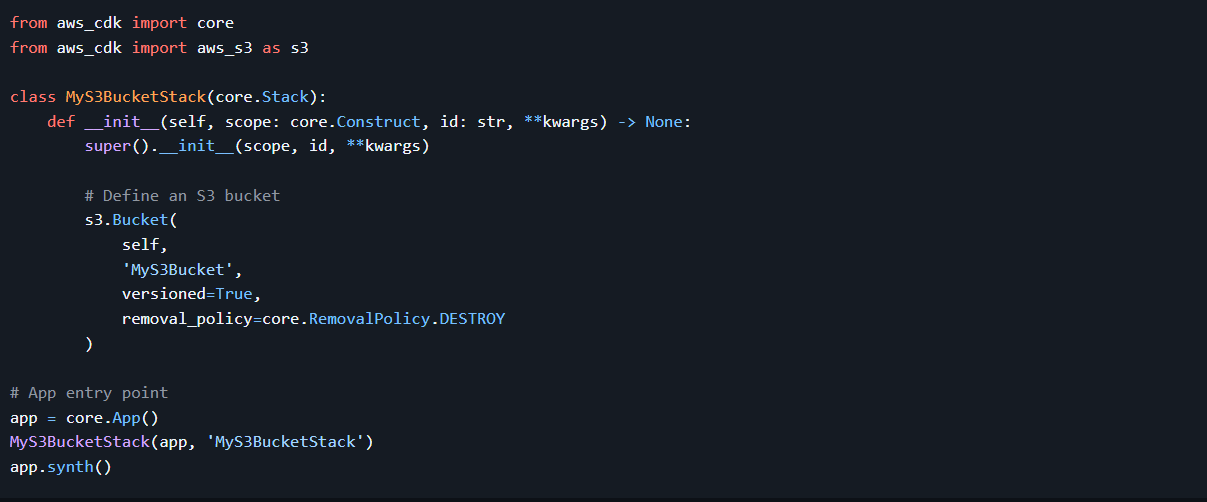 from aws_cdk import core
from aws_cdk import aws_s3 as s3

class MyS3BucketStack(core.Stack):
    def __init__(self, scope: core.Construct, id: str, **kwargs) -> None:
        super().__init__(scope, id, **kwargs)

        # Define an S3 bucket
        s3.Bucket(
            self,
            'MyS3Bucket',
            versioned=True,
            removal_policy=core.RemovalPolicy.DESTROY
        )

# App entry point
app = core.App()
MyS3BucketStack(app, 'MyS3BucketStack')
app.synth()